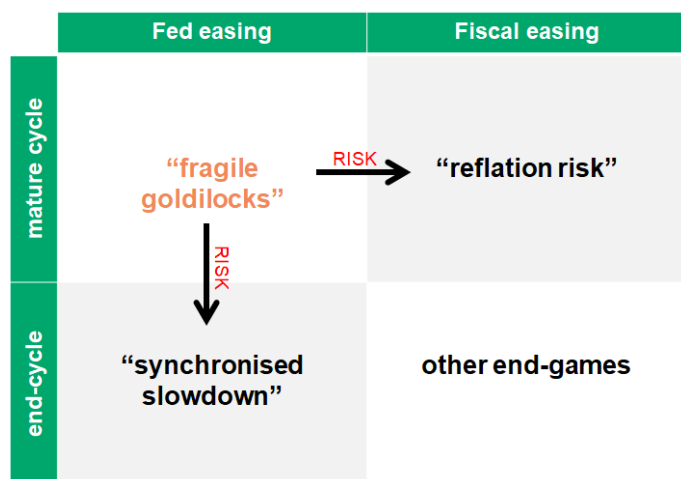 Fed easing
Fiscal easing
mature cycle
“fragile
goldilocks”
RISK
“reflation risk”
RISK
end-cycle
“synchronised
slowdown”
other end-games